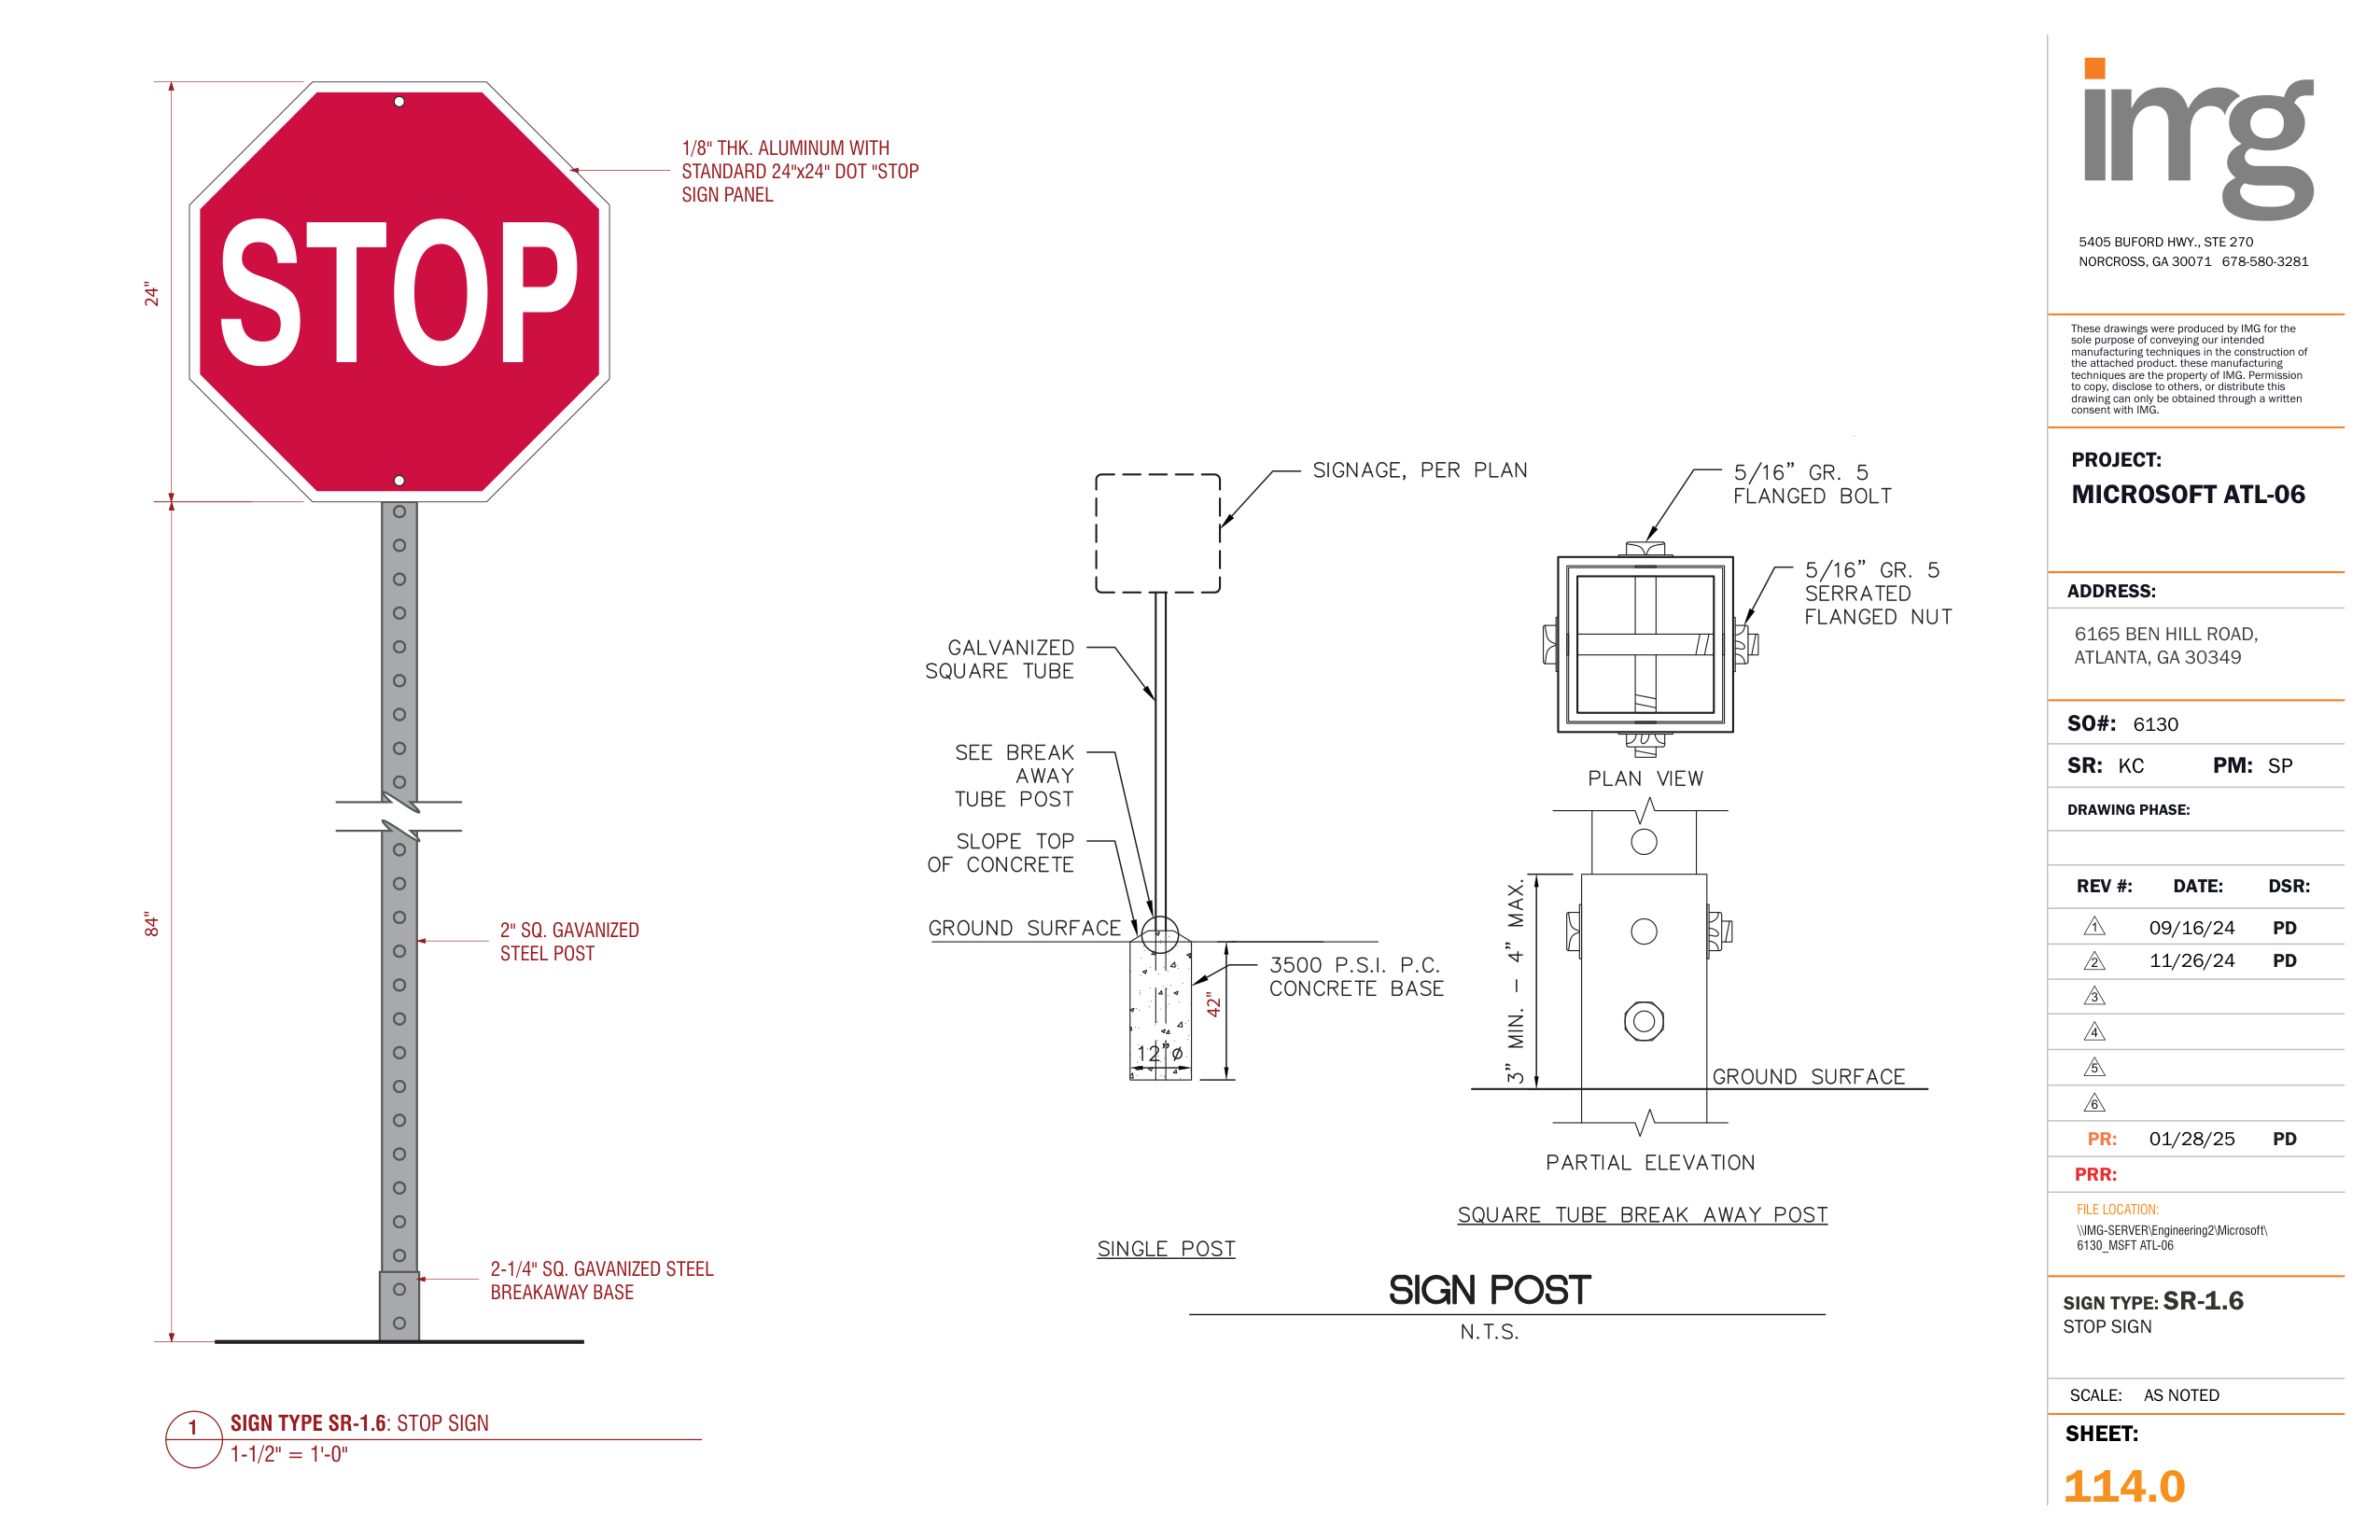 24"
STOP
1/8" THK. ALUMINUM WITH
STANDARD 24"x24" DOT "STOP
SIGN PANEL
84"
2" SQ. GAVANIZED
STEEL POST
2-1/4" SQ. GAVANIZED STEEL
BREAKAWAY BASE
1
SIGN TYPE SR-1.6: STOP SIGN
1-1/2" = 1'-0"
SIGNAGE, PER PLAN
GALVANIZED
SQUARE TUBE
SEE BREAK
AWAY
TUBE POST
SLOPE TOP
OF CONCRETE
GROUND SURFACE
3500 P.S.I. P.C.
CONCRETE BASE
42"
12"ø
SINGLE POST
5/16" GR. 5
FLANGED BOLT
5/16" GR. 5
SERRATED
FLANGED NUT
PLAN VIEW
3" MIN. – 4" MAX.
GROUND SURFACE
PARTIAL ELEVATION
SQUARE TUBE BREAK AWAY POST
SIGN POST
N.T.S.
img
5405 BUFORD HWY., STE 270
NORCROSS, GA 30071 678-580-3281
These drawings were produced by IMG for the
sole purpose of conveying our intended
manufacturing techniques in the construction of
the attached product. these manufacturing
techniques are the property of IMG. Permission
to copy, disclose to others, or distribute this
drawing can only be obtained through a written
consent with IMG.
PROJECT:
MICROSOFT ATL-06
ADDRESS:
6165 BEN HILL ROAD,
ATLANTA, GA 30349
SO#: 6130
SR: KC PM: SP
DRAWING PHASE:
REV #: DATE: DSR:
1 09/16/24 PD
2 11/26/24 PD
3
4
5
6
PR: 01/28/25 PD
PRR:
FILE LOCATION:
\\IMG-SERVER\Engineering2\Microsoft\
6130_MSFT ATL-06
SIGN TYPE: SR-1.6
STOP SIGN
SCALE: AS NOTED
SHEET:
114.0